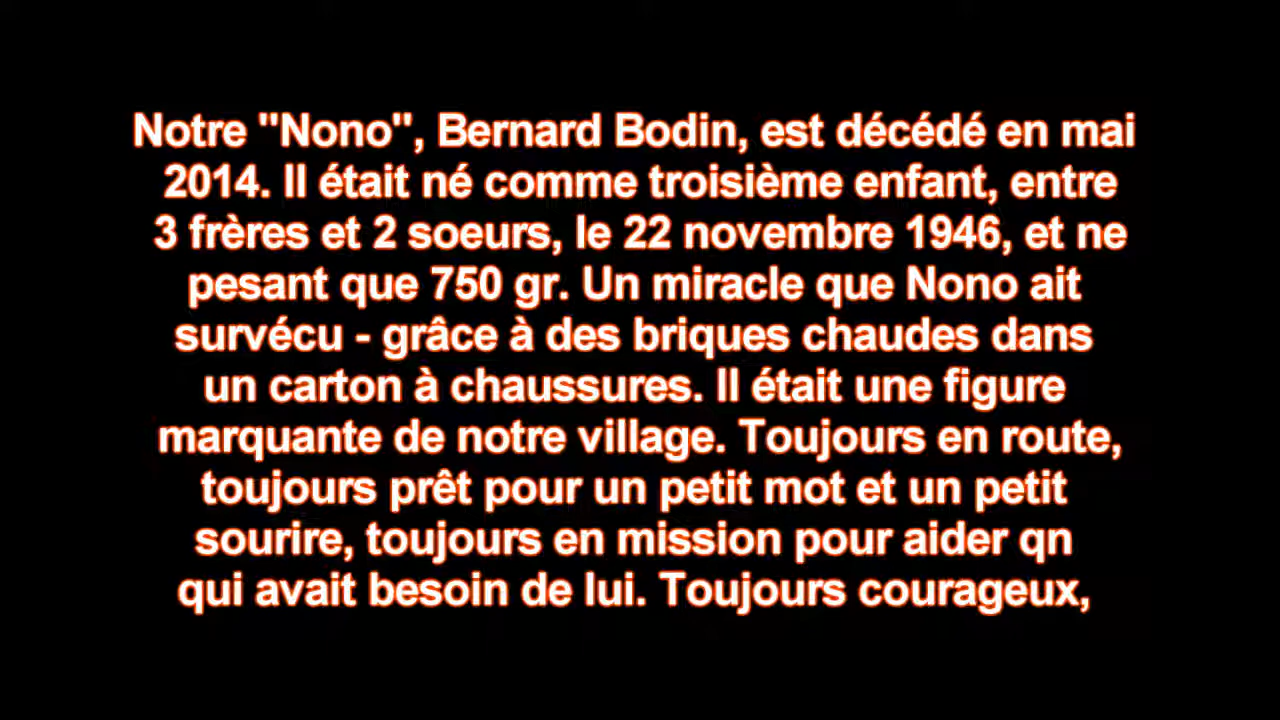 Notre "Nono", Bernard Bodin, est décédé en mai
2014. Il était né comme troisième enfant, entre
3 frères et 2 soeurs, le 22 novembre 1946, et ne
pesant que 750 gr. Un miracle que Nono ait
survécu - grâce à des briques chaudes dans
un carton à chaussures. Il était une figure
marquante de notre village. Toujours en route,
toujours prêt pour un petit mot et un petit
sourire, toujours en mission pour aider qn
qui avait besoin de lui. Toujours courageux,